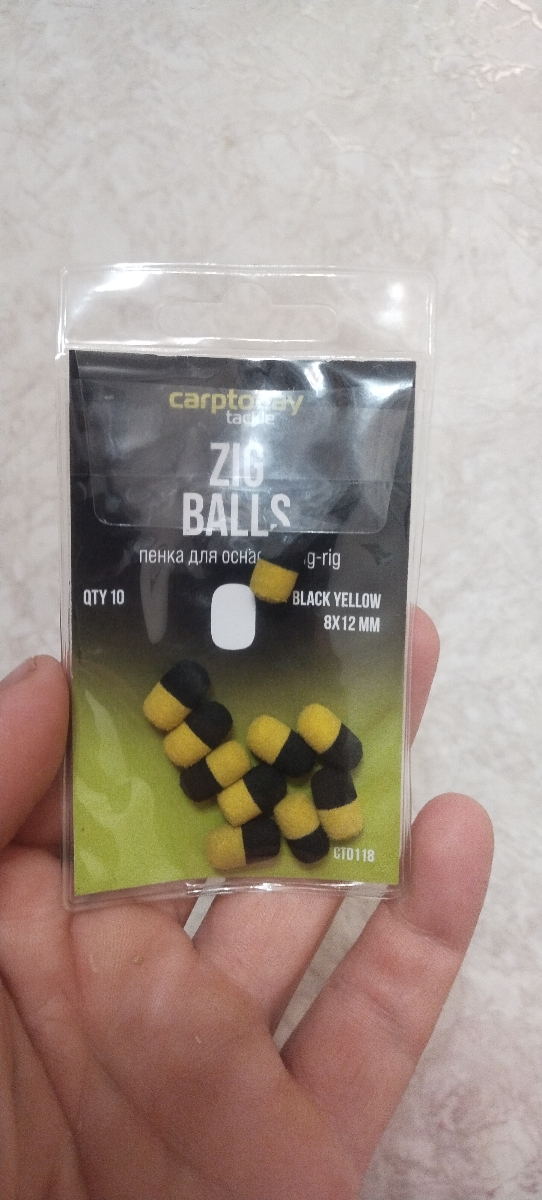 carptoday
tackle
ZIG
BALLS
пенка для
QTY 10
BLACK YELLOW
8X12 MM
CTD118